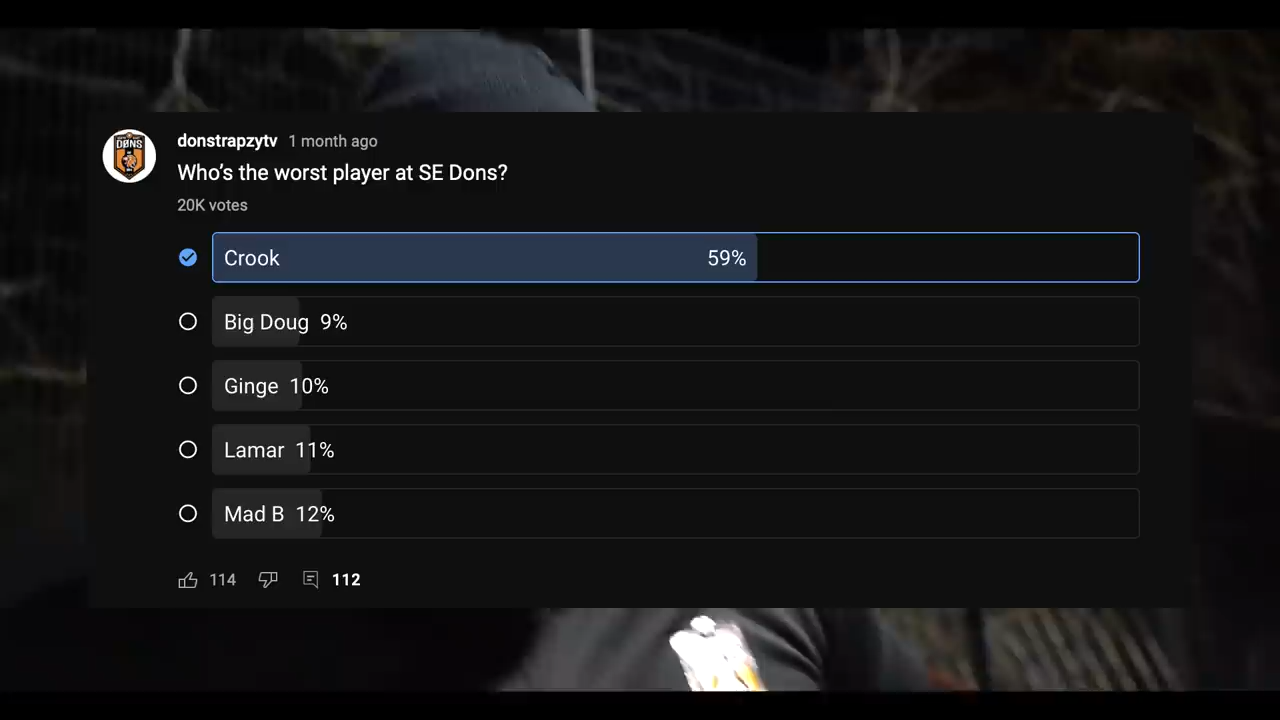 DONS
donstrapzytv 1 month ago
Who's the worst player at SE Dons?
20K votes
Crook 59%
Big Doug 9%
Ginge 10%
Lamar 11%
Mad B 12%
114 112